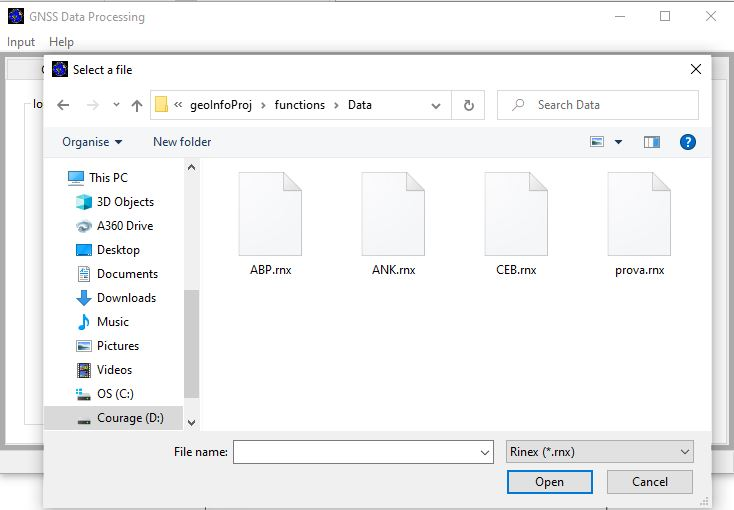 GNSS Data Processing
Input Help
Select a file
« geoInfoProj > functions > Data
Search Data
Organise New folder
This PC
3D Objects
A360 Drive
Desktop
Documents
Downloads
Music
Pictures
Videos
OS (C:)
Courage (D:)
ABP.rnx ANK.rnx CEB.rnx prova.rnx
File name: Rinex (*.rnx)
Open Cancel